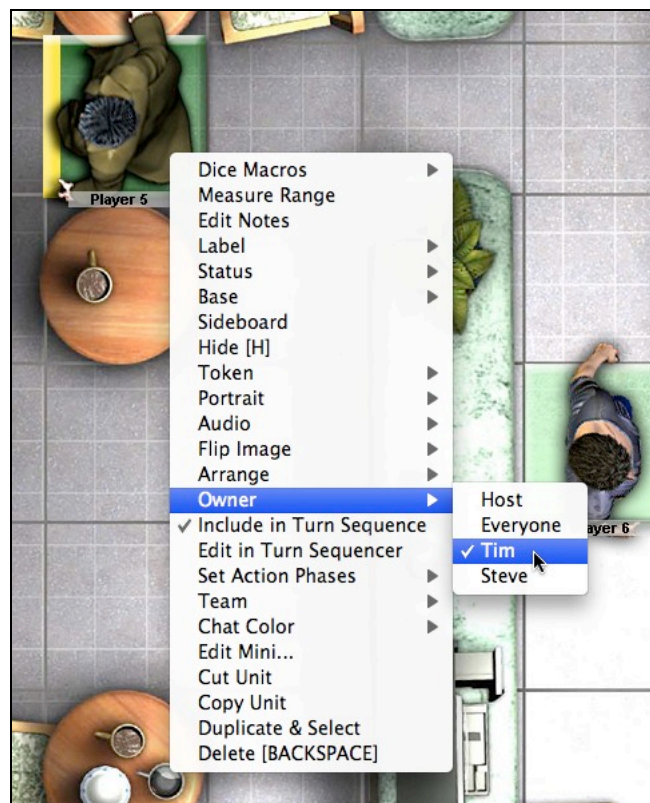 Player 5
Dice Macros
Measure Range
Edit Notes
Label
Status
Base
Sideboard
Hide [H]
Token
Portrait
Audio
Flip Image
Arrange
Owner
Include in Turn Sequence
Edit in Turn Sequencer
Set Action Phases
Team
Chat Color
Edit Mini...
Cut Unit
Copy Unit
Duplicate & Select
Delete [BACKSPACE]
Host
Everyone
Tim
Steve
ayer 6